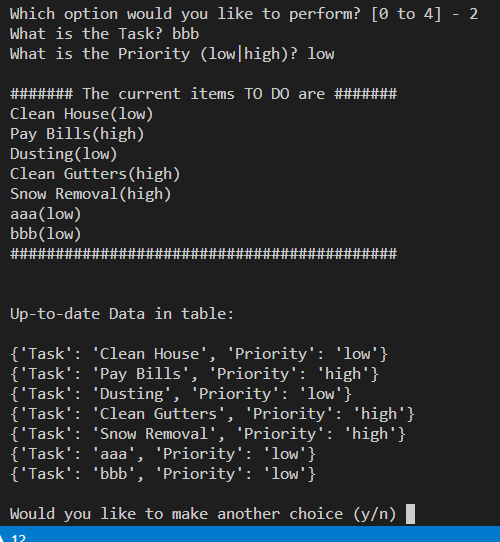 Which option would you like to perform? [0 to 4] - 2
What is the Task? bbb
What is the Priority (low|high)? low
####### The current items TO DO are #######
Clean House(low)
Pay Bills(high)
Dusting(low)
Clean Gutters(high)
Snow Removal(high)
aaa(low)
bbb(low)
###########################################
Up-to-date Data in table:
{'Task': 'Clean House', 'Priority': 'low'}
{'Task': 'Pay Bills', 'Priority': 'high'}
{'Task': 'Dusting', 'Priority': 'low'}
{'Task': 'Clean Gutters', 'Priority': 'high'}
{'Task': 'Snow Removal', 'Priority': 'high'}
{'Task': 'aaa', 'Priority': 'low'}
{'Task': 'bbb', 'Priority': 'low'}
Would you like to make another choice (y/n)
12